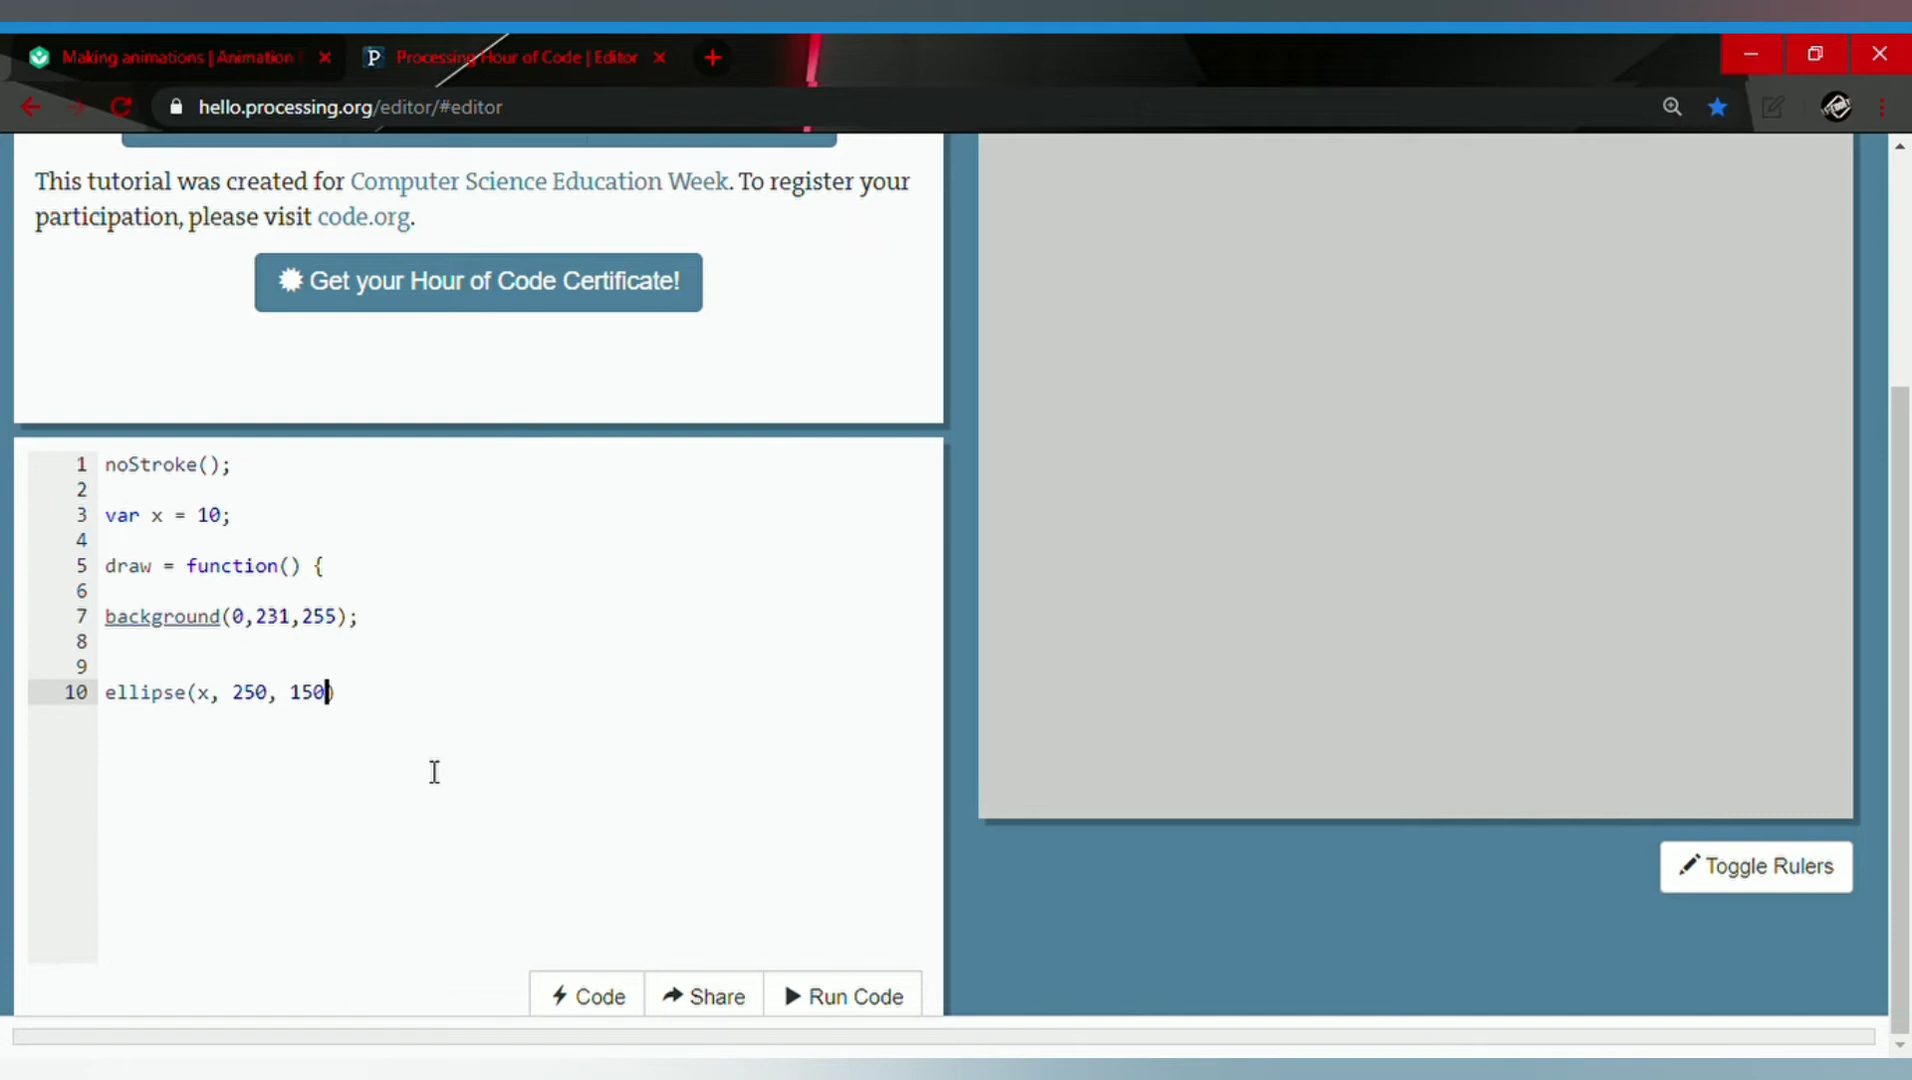 Making animations | Animation
Processing Hour of Code | Editor
hello.processing.org/editor/#editor
This tutorial was created for Computer Science Education Week. To register your
participation, please visit code.org.
Get your Hour of Code Certificate!
1 noStroke();
2
3 var x = 10;
4
5 draw = function() {
6
7 background(0,231,255);
8
9
10 ellipse(x, 250, 150)
Toggle Rulers
Code
Share
Run Code